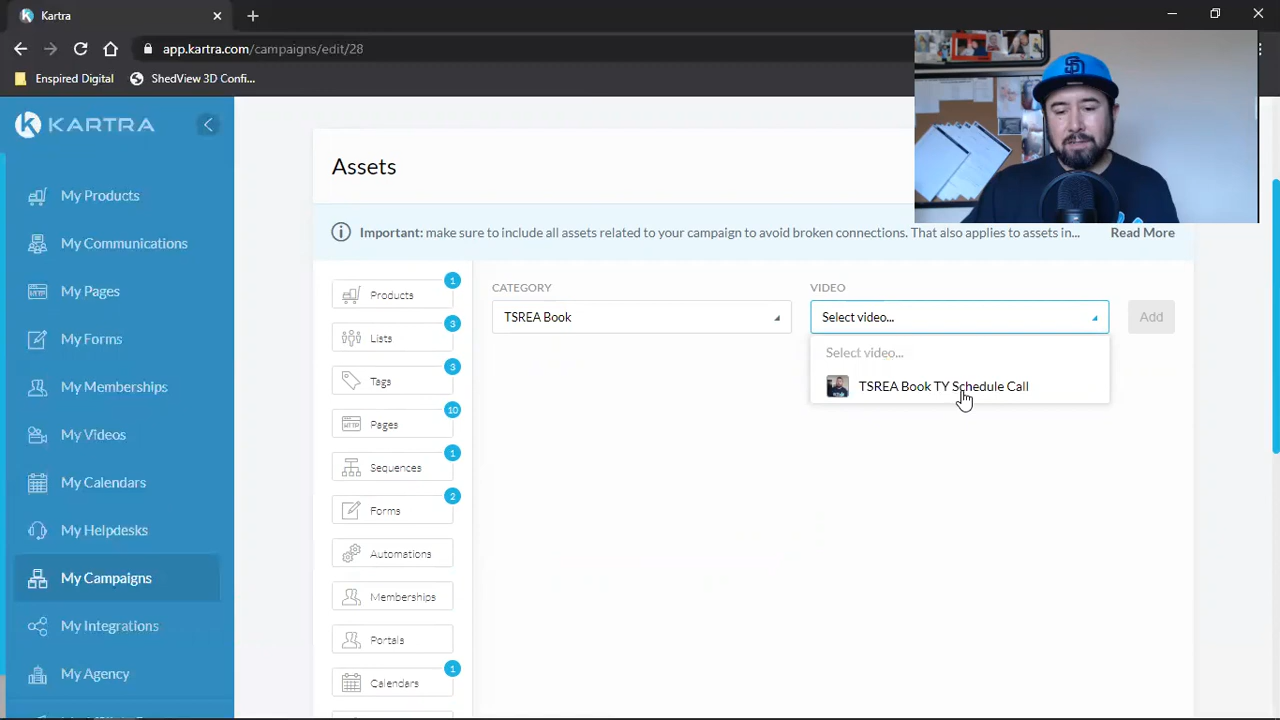 Kartra
app.kartra.com/campaigns/edit/28
Enspired Digital
ShedView 3D Confi...
KARTRA
My Products
My Communications
My Pages
My Forms
My Memberships
My Videos
My Calendars
My Helpdesks
My Campaigns
My Integrations
My Agency
Assets
Important: make sure to include all assets related to your campaign to avoid broken connections. That also applies to assets in...
Read More
Products
1
Lists
3
Tags
3
HTTP
Pages
10
Sequences
1
Forms
2
Automations
Memberships
Portals
Calendars
1
CATEGORY
TSREA Book
VIDEO
Select video...
Add
Select video...
TSREA Book TY Schedule Call